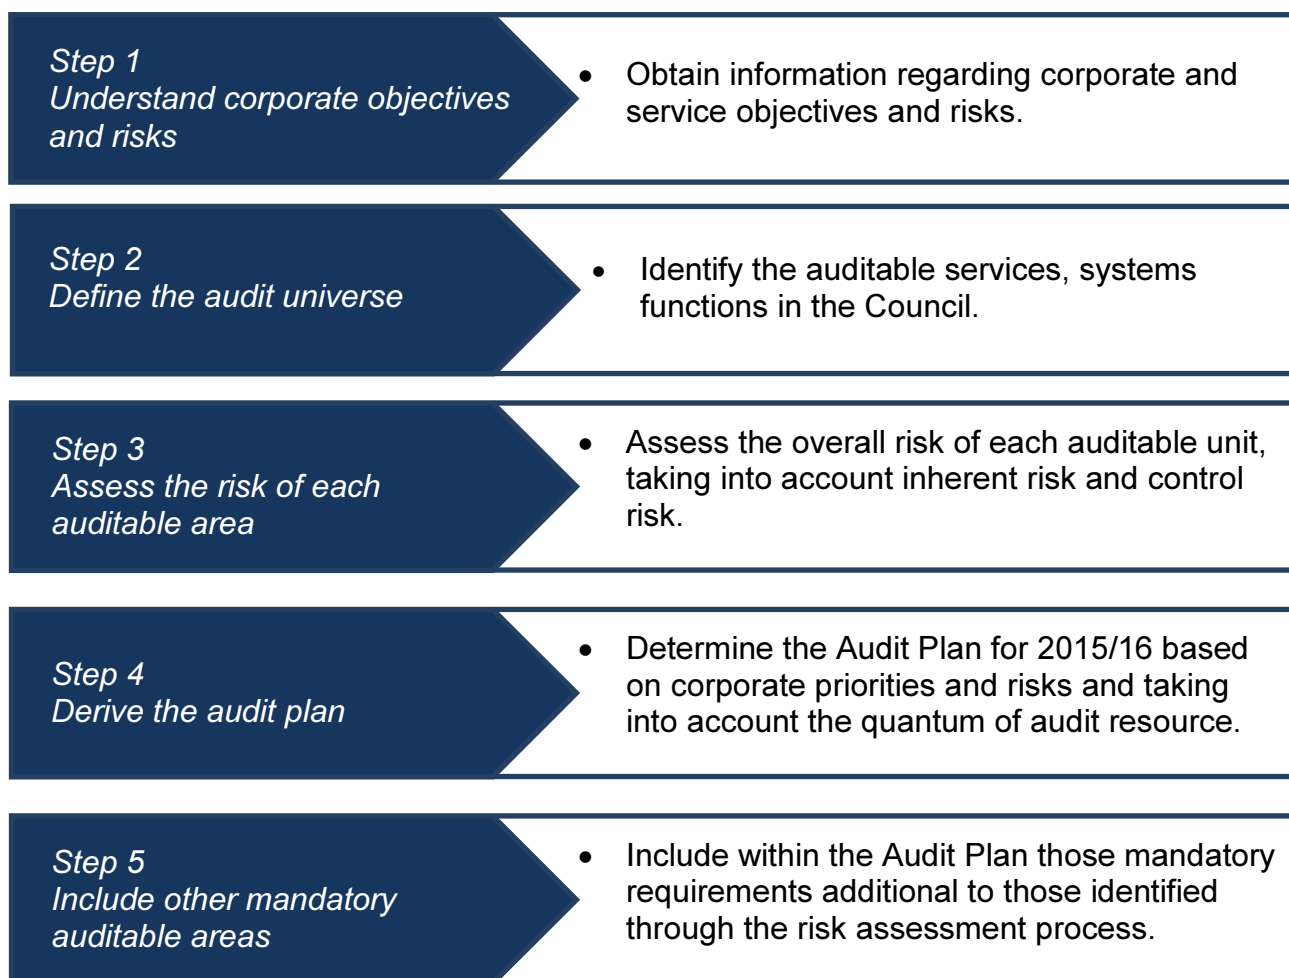 Step 1
Understand corporate objectives
and risks
• Obtain information regarding corporate and
service objectives and risks.
Step 2
Define the audit universe
• Identify the auditable services, systems
functions in the Council.
Step 3
Assess the risk of each
auditable area
• Assess the overall risk of each auditable unit,
taking into account inherent risk and control
risk.
Step 4
Derive the audit plan
• Determine the Audit Plan for 2015/16 based
on corporate priorities and risks and taking
into account the quantum of audit resource.
Step 5
Include other mandatory
auditable areas
• Include within the Audit Plan those mandatory
requirements additional to those identified
through the risk assessment process.